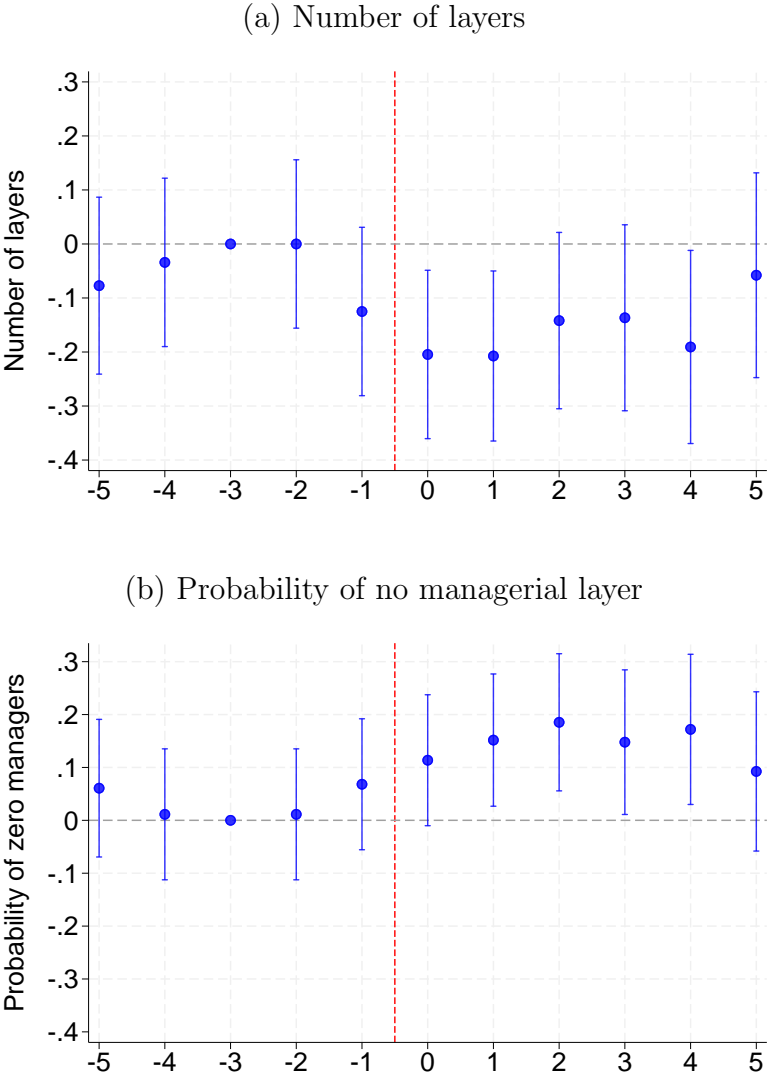 (a) Number of layers
Number of layers
.3
.2
.1
0
-.1
-.2
-.3
-.4
-5 -4 -3 -2 -1 0 1 2 3 4 5
(b) Probability of no managerial layer
Probability of zero managers
.3
.2
.1
0
-.1
-.2
-.3
-.4
-5 -4 -3 -2 -1 0 1 2 3 4 5